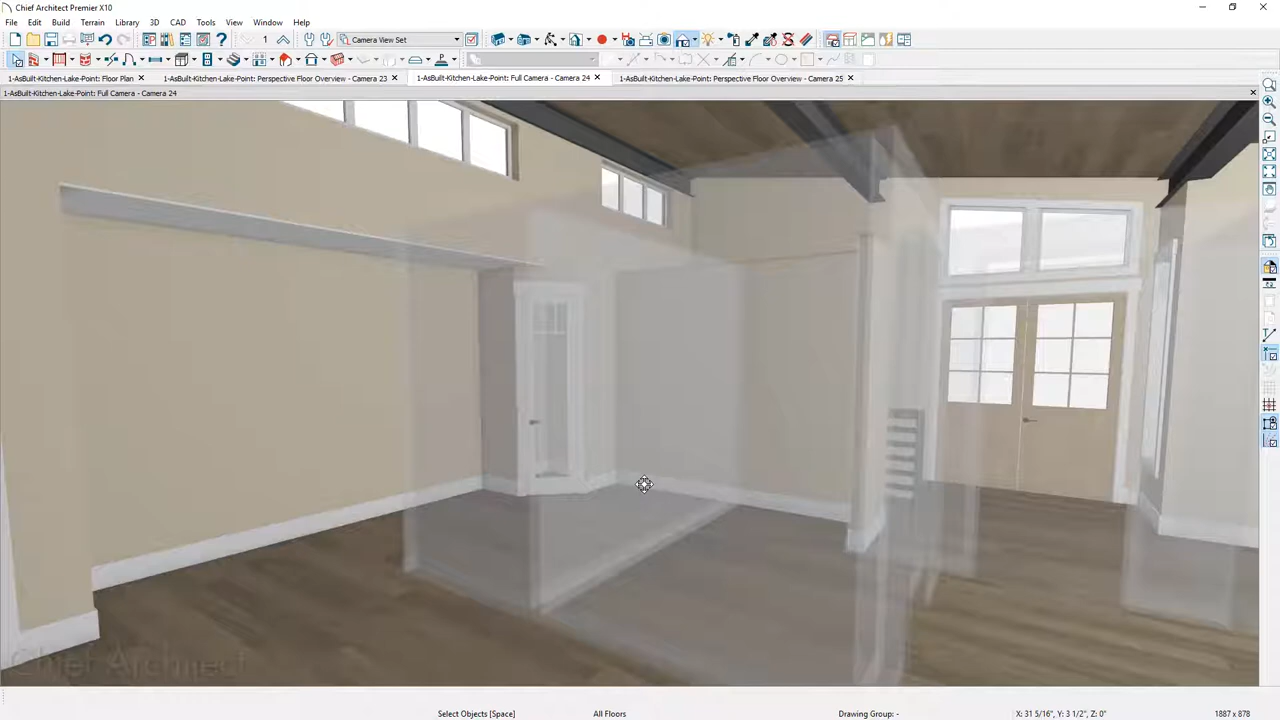 Chief Architect Premier X10
File Edit Build Terrain Library 3D CAD Tools View Window Help
1 Camera View Set
1-AsBuilt-Kitchen-Lake-Point: Floor Plan 1-AsBuilt-Kitchen-Lake-Point: Perspective Floor Overview - Camera 23 1-AsBuilt-Kitchen-Lake-Point: Full Camera - Camera 24 1-AsBuilt-Kitchen-Lake-Point: Perspective Floor Overview - Camera 25
1-AsBuilt-Kitchen-Lake-Point: Full Camera - Camera 24
Chief Architect
Select Objects [Space] All Floors Drawing Group: - X: 31 5/16", Y: 3 1/2", Z: 0" 1887 x 878